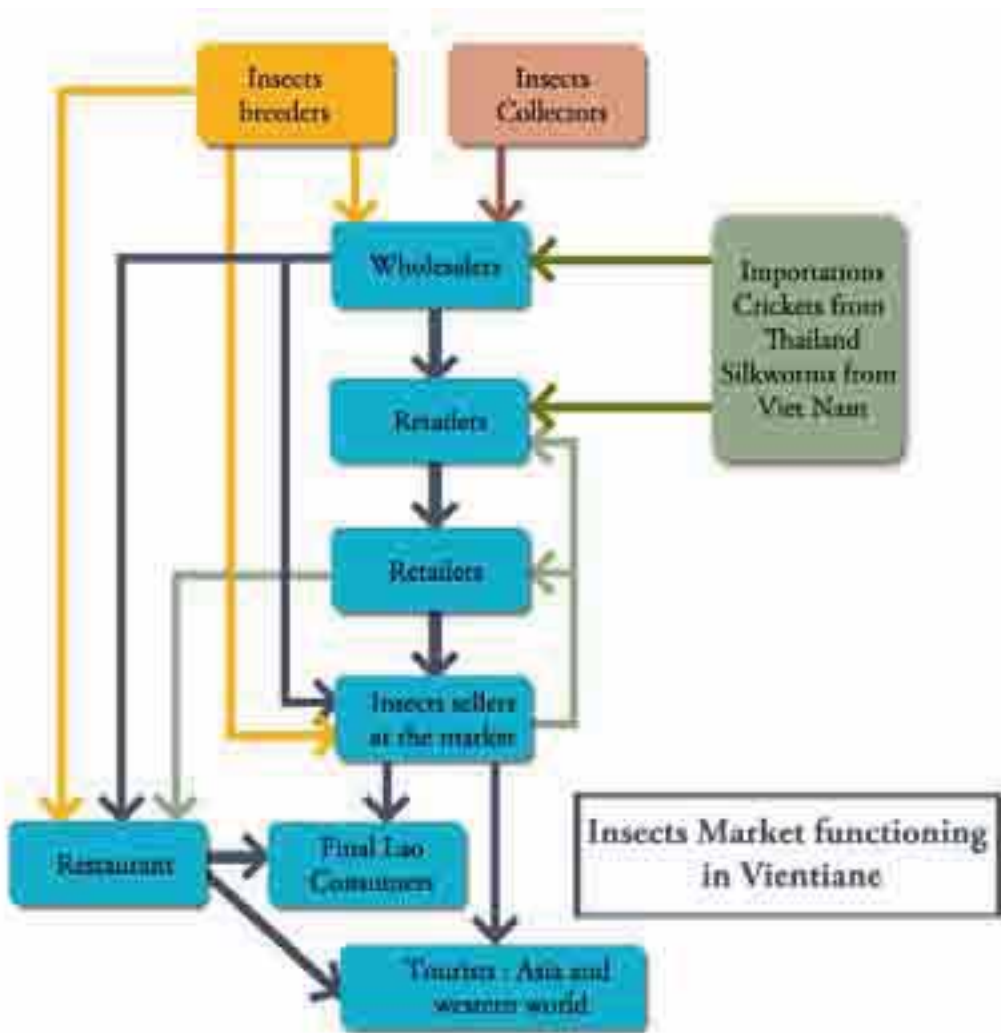 Insects
breeders
Insects
Collectors
Wholesalers
Importations
Crickets from
Thailand
Silkworms from
Viet Nam
Retailers
Retailers
Insects sellers
at the market
Restaurant
Final Lao
Consumers
Insects Market functioning
in Vientiane
Tourists : Asia and
western world